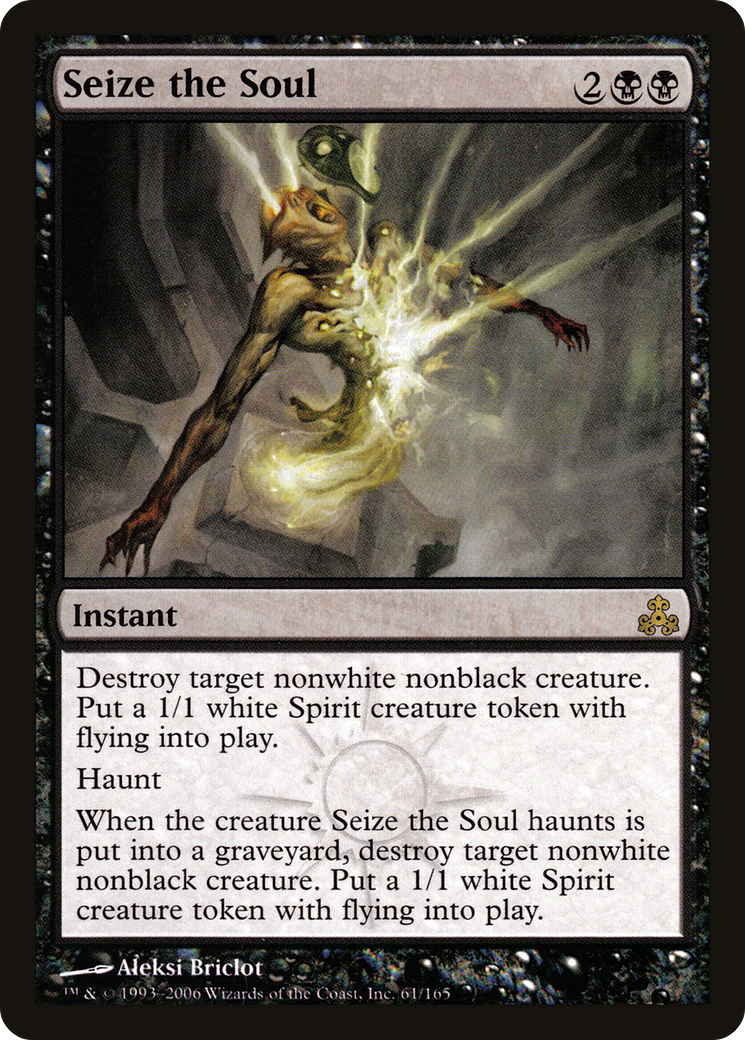 Seize the Soul 2
Instant
Destroy target nonwhite nonblack creature.
Put a 1/1 white Spirit creature token with
flying into play.
Haunt
When the creature Seize the Soul haunts is
put into a graveyard, destroy target nonwhite
nonblack creature. Put a 1/1 white Spirit
creature token with flying into play.
Aleksi Briclot
™ & © 1993–2006 Wizards of the Coast, Inc. 61/165